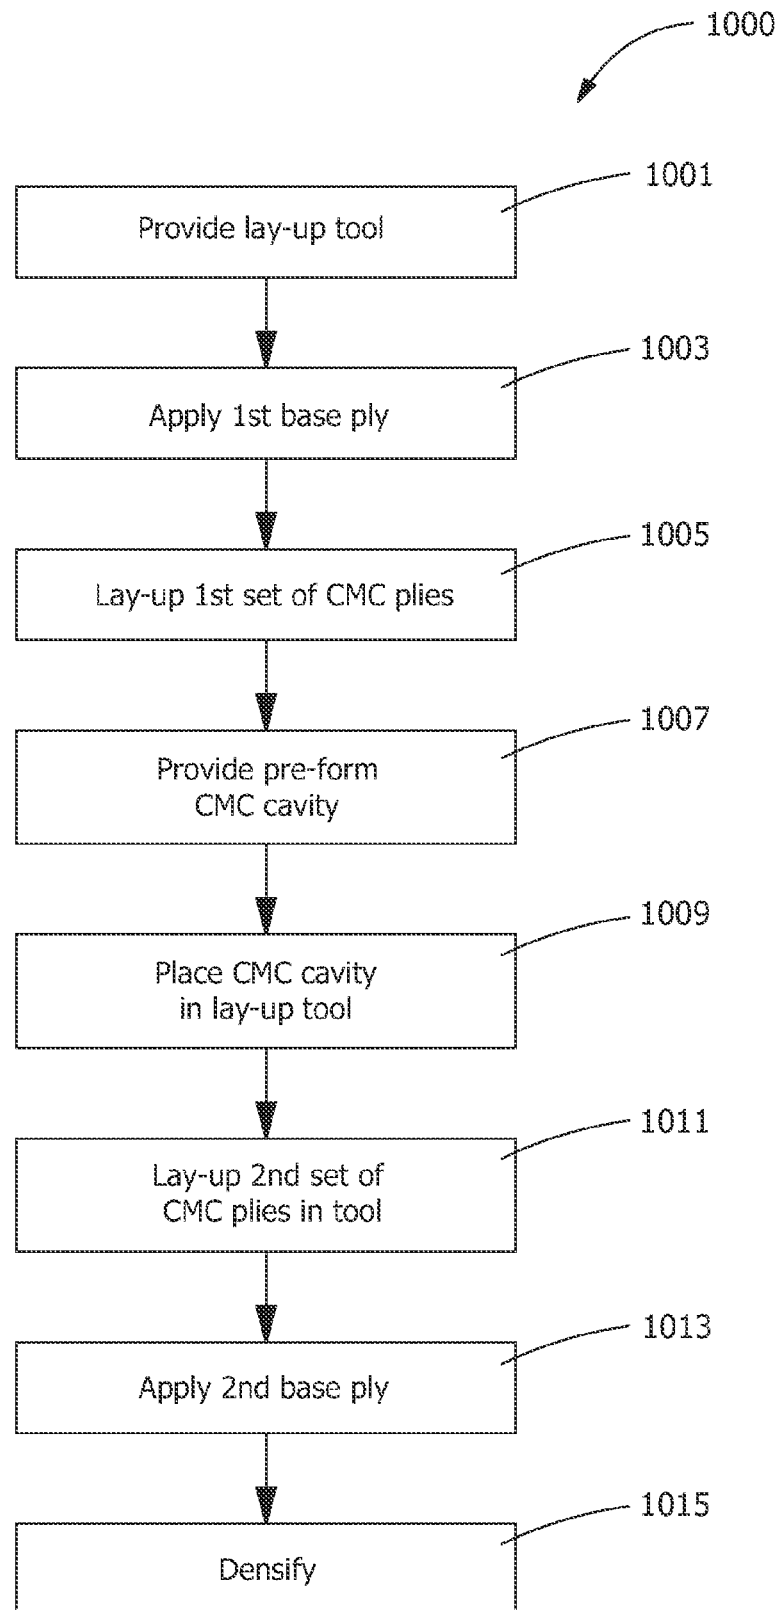 1000
1001
Provide lay-up tool
1003
Apply 1st base ply
1005
Lay-up 1st set of CMC plies
1007
Provide pre-form
CMC cavity
1009
Place CMC cavity
in lay-up tool
1011
Lay-up 2nd set of
CMC plies in tool
1013
Apply 2nd base ply
1015
Densify